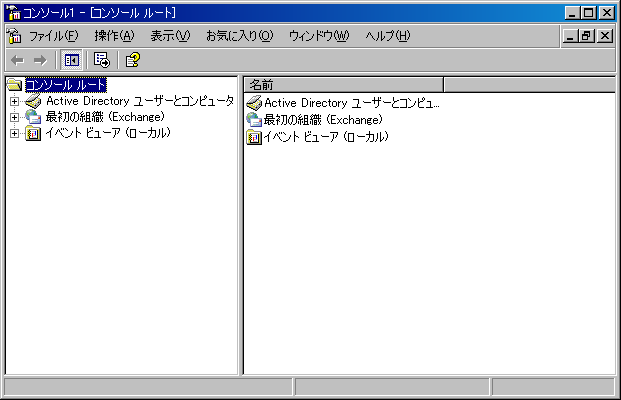 コンソール1 - [コンソール ルート]
ファイル(F) 操作(A) 表示(V) お気に入り(O) ウィンドウ(W) ヘルプ(H)
コンソール ルート
Active Directory ユーザーとコンピュータ
最初の組織 (Exchange)
イベント ビューア (ローカル)
名前
Active Directory ユーザーとコンピュ...
最初の組織 (Exchange)
イベント ビューア (ローカル)